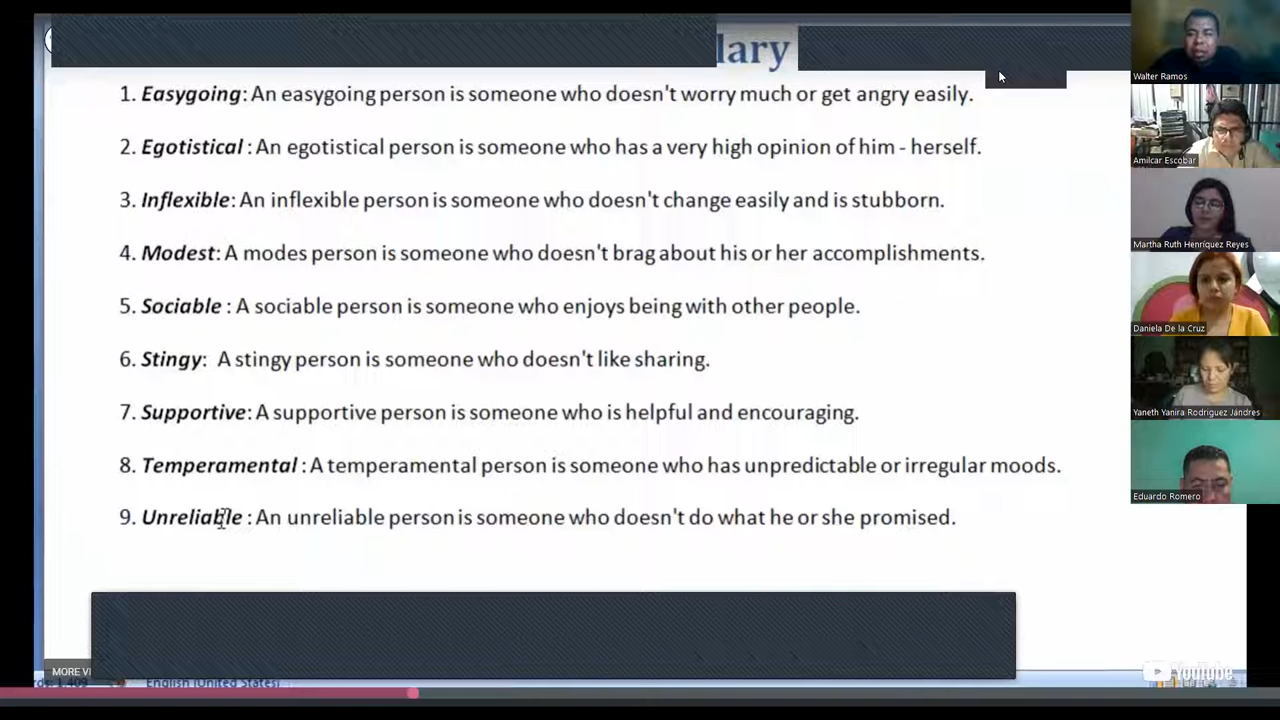 lary
1. Easygoing: An easygoing person is someone who doesn't worry much or get angry easily.
Walter Ramos
2. Egotistical : An egotistical person is someone who has a very high opinion of him - herself.
Amilcar Escobar
3. Inflexible: An inflexible person is someone who doesn't change easily and is stubborn.
Martha Ruth Henríquez Reyes
4. Modest: A modes person is someone who doesn't brag about his or her accomplishments.
5. Sociable : A sociable person is someone who enjoys being with other people.
Daniela De la Cruz
6. Stingy: A stingy person is someone who doesn't like sharing.
7. Supportive: A supportive person is someone who is helpful and encouraging.
Yaneth Yanira Rodriguez Jándres
8. Temperamental : A temperamental person is someone who has unpredictable or irregular moods.
Eduardo Romero
9. Unreliable : An unreliable person is someone who doesn't do what he or she promised.
MORE VI
YouTube
ds: 1,409 English (United States)